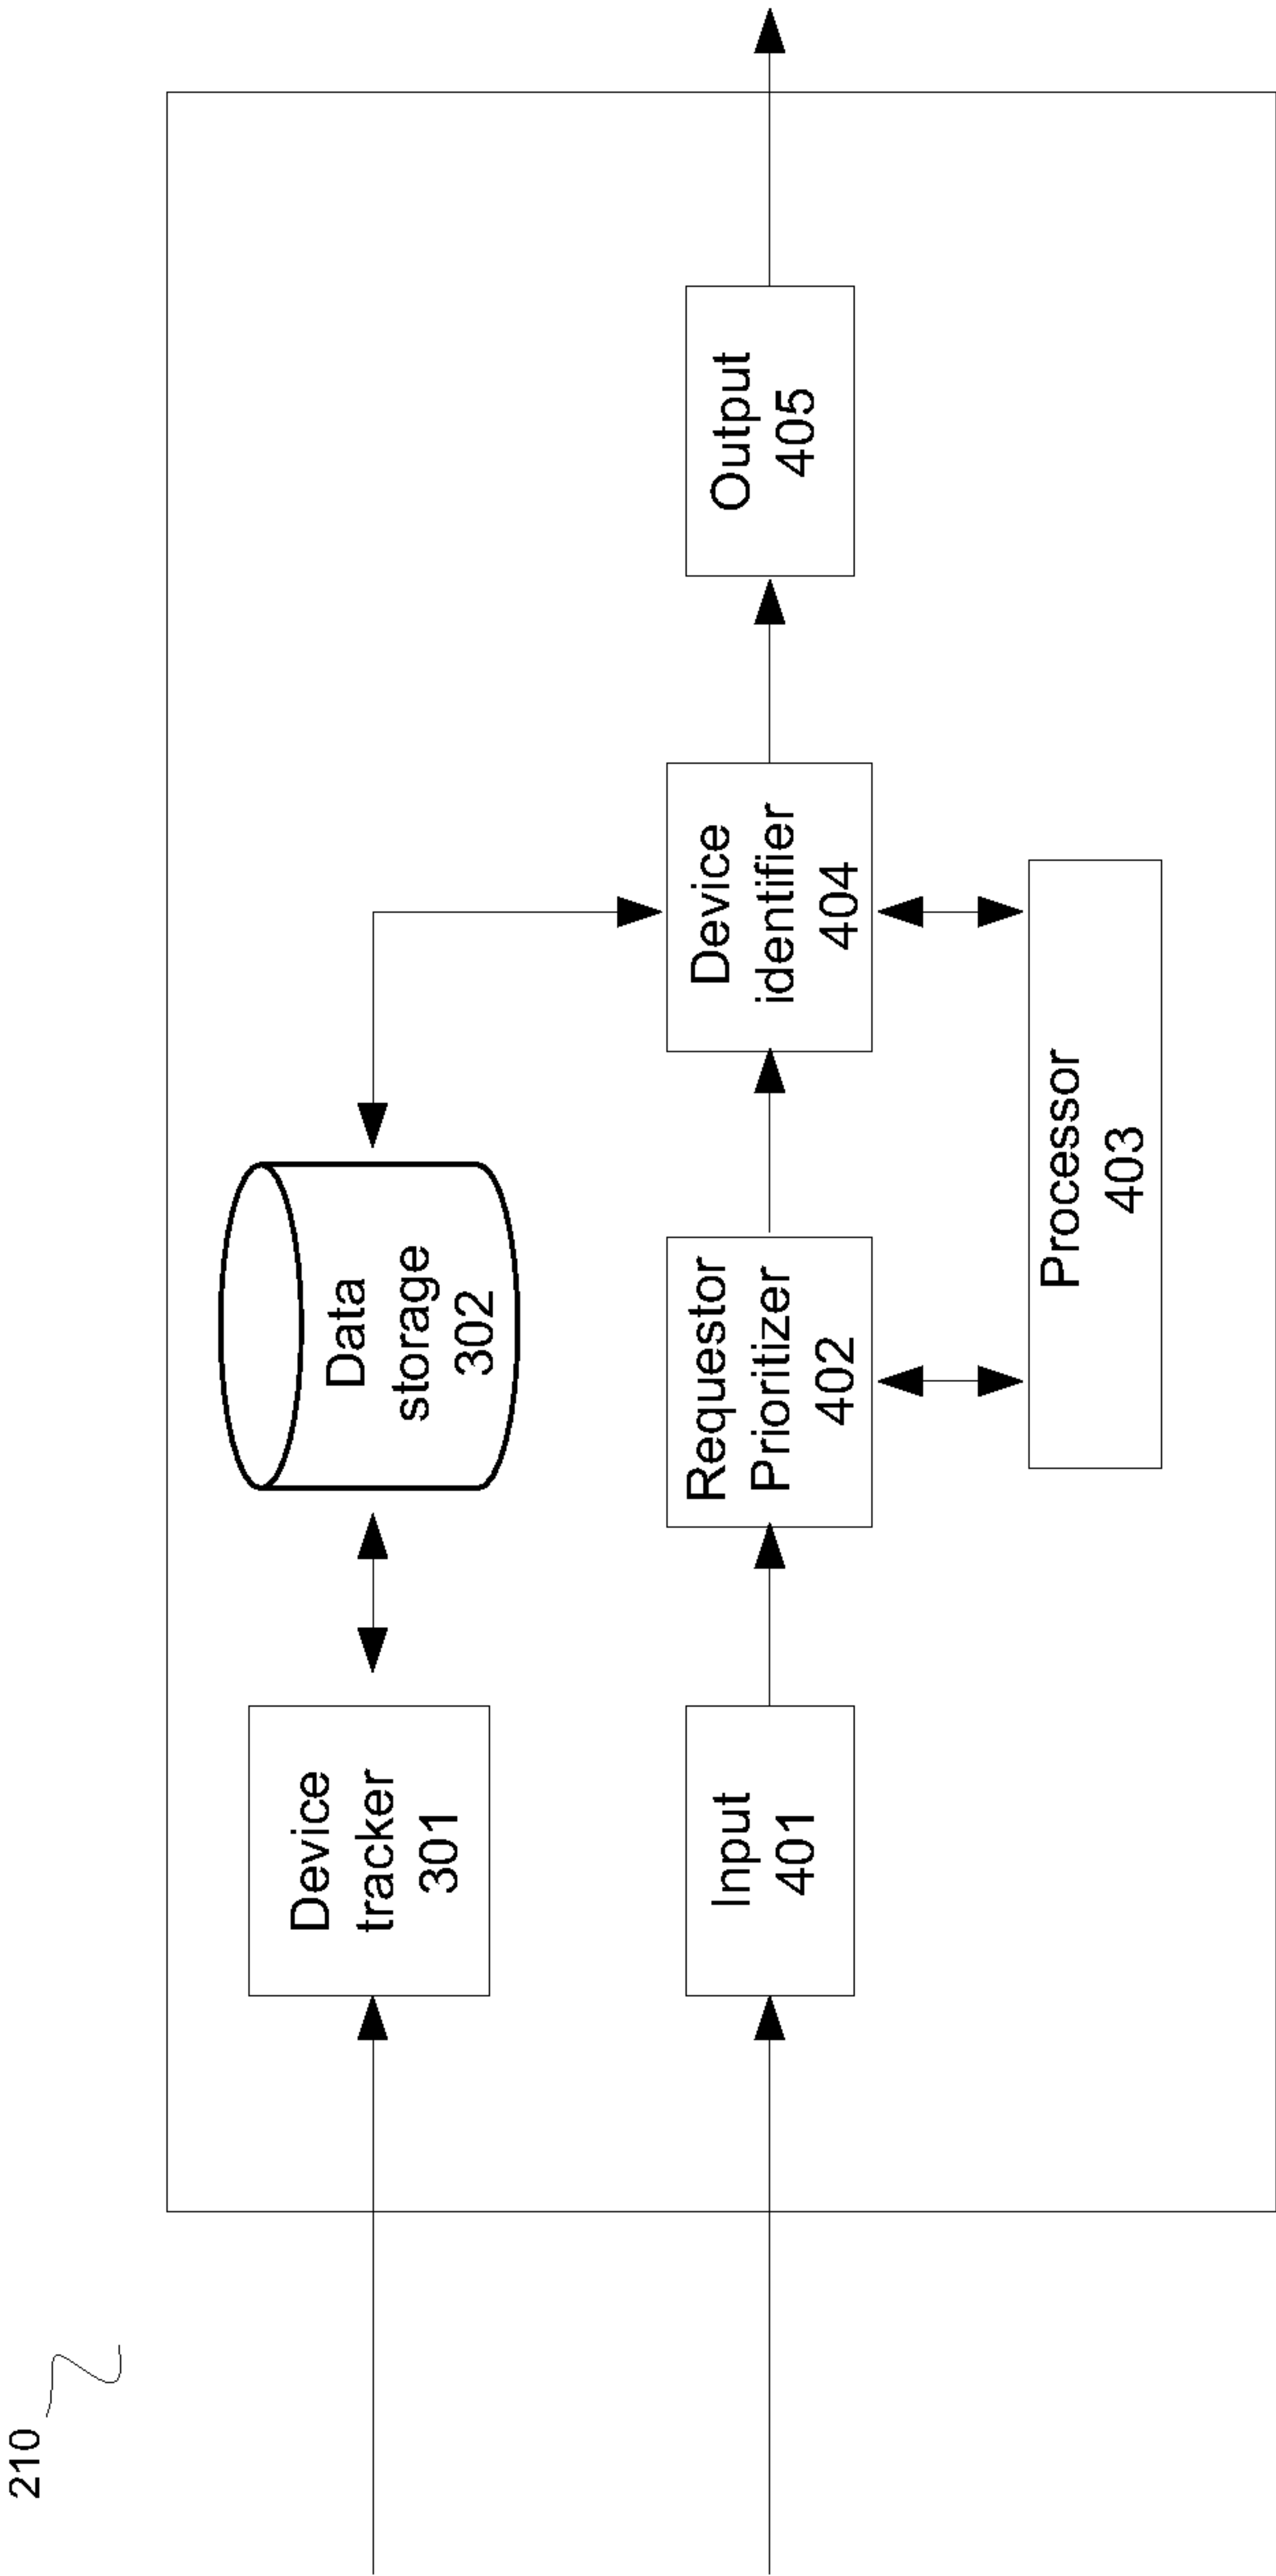 210
Device
tracker
301
Data
storage
302
Input
401
Requestor
Prioritizer
402
Device
identifier
404
Output
405
Processor
403